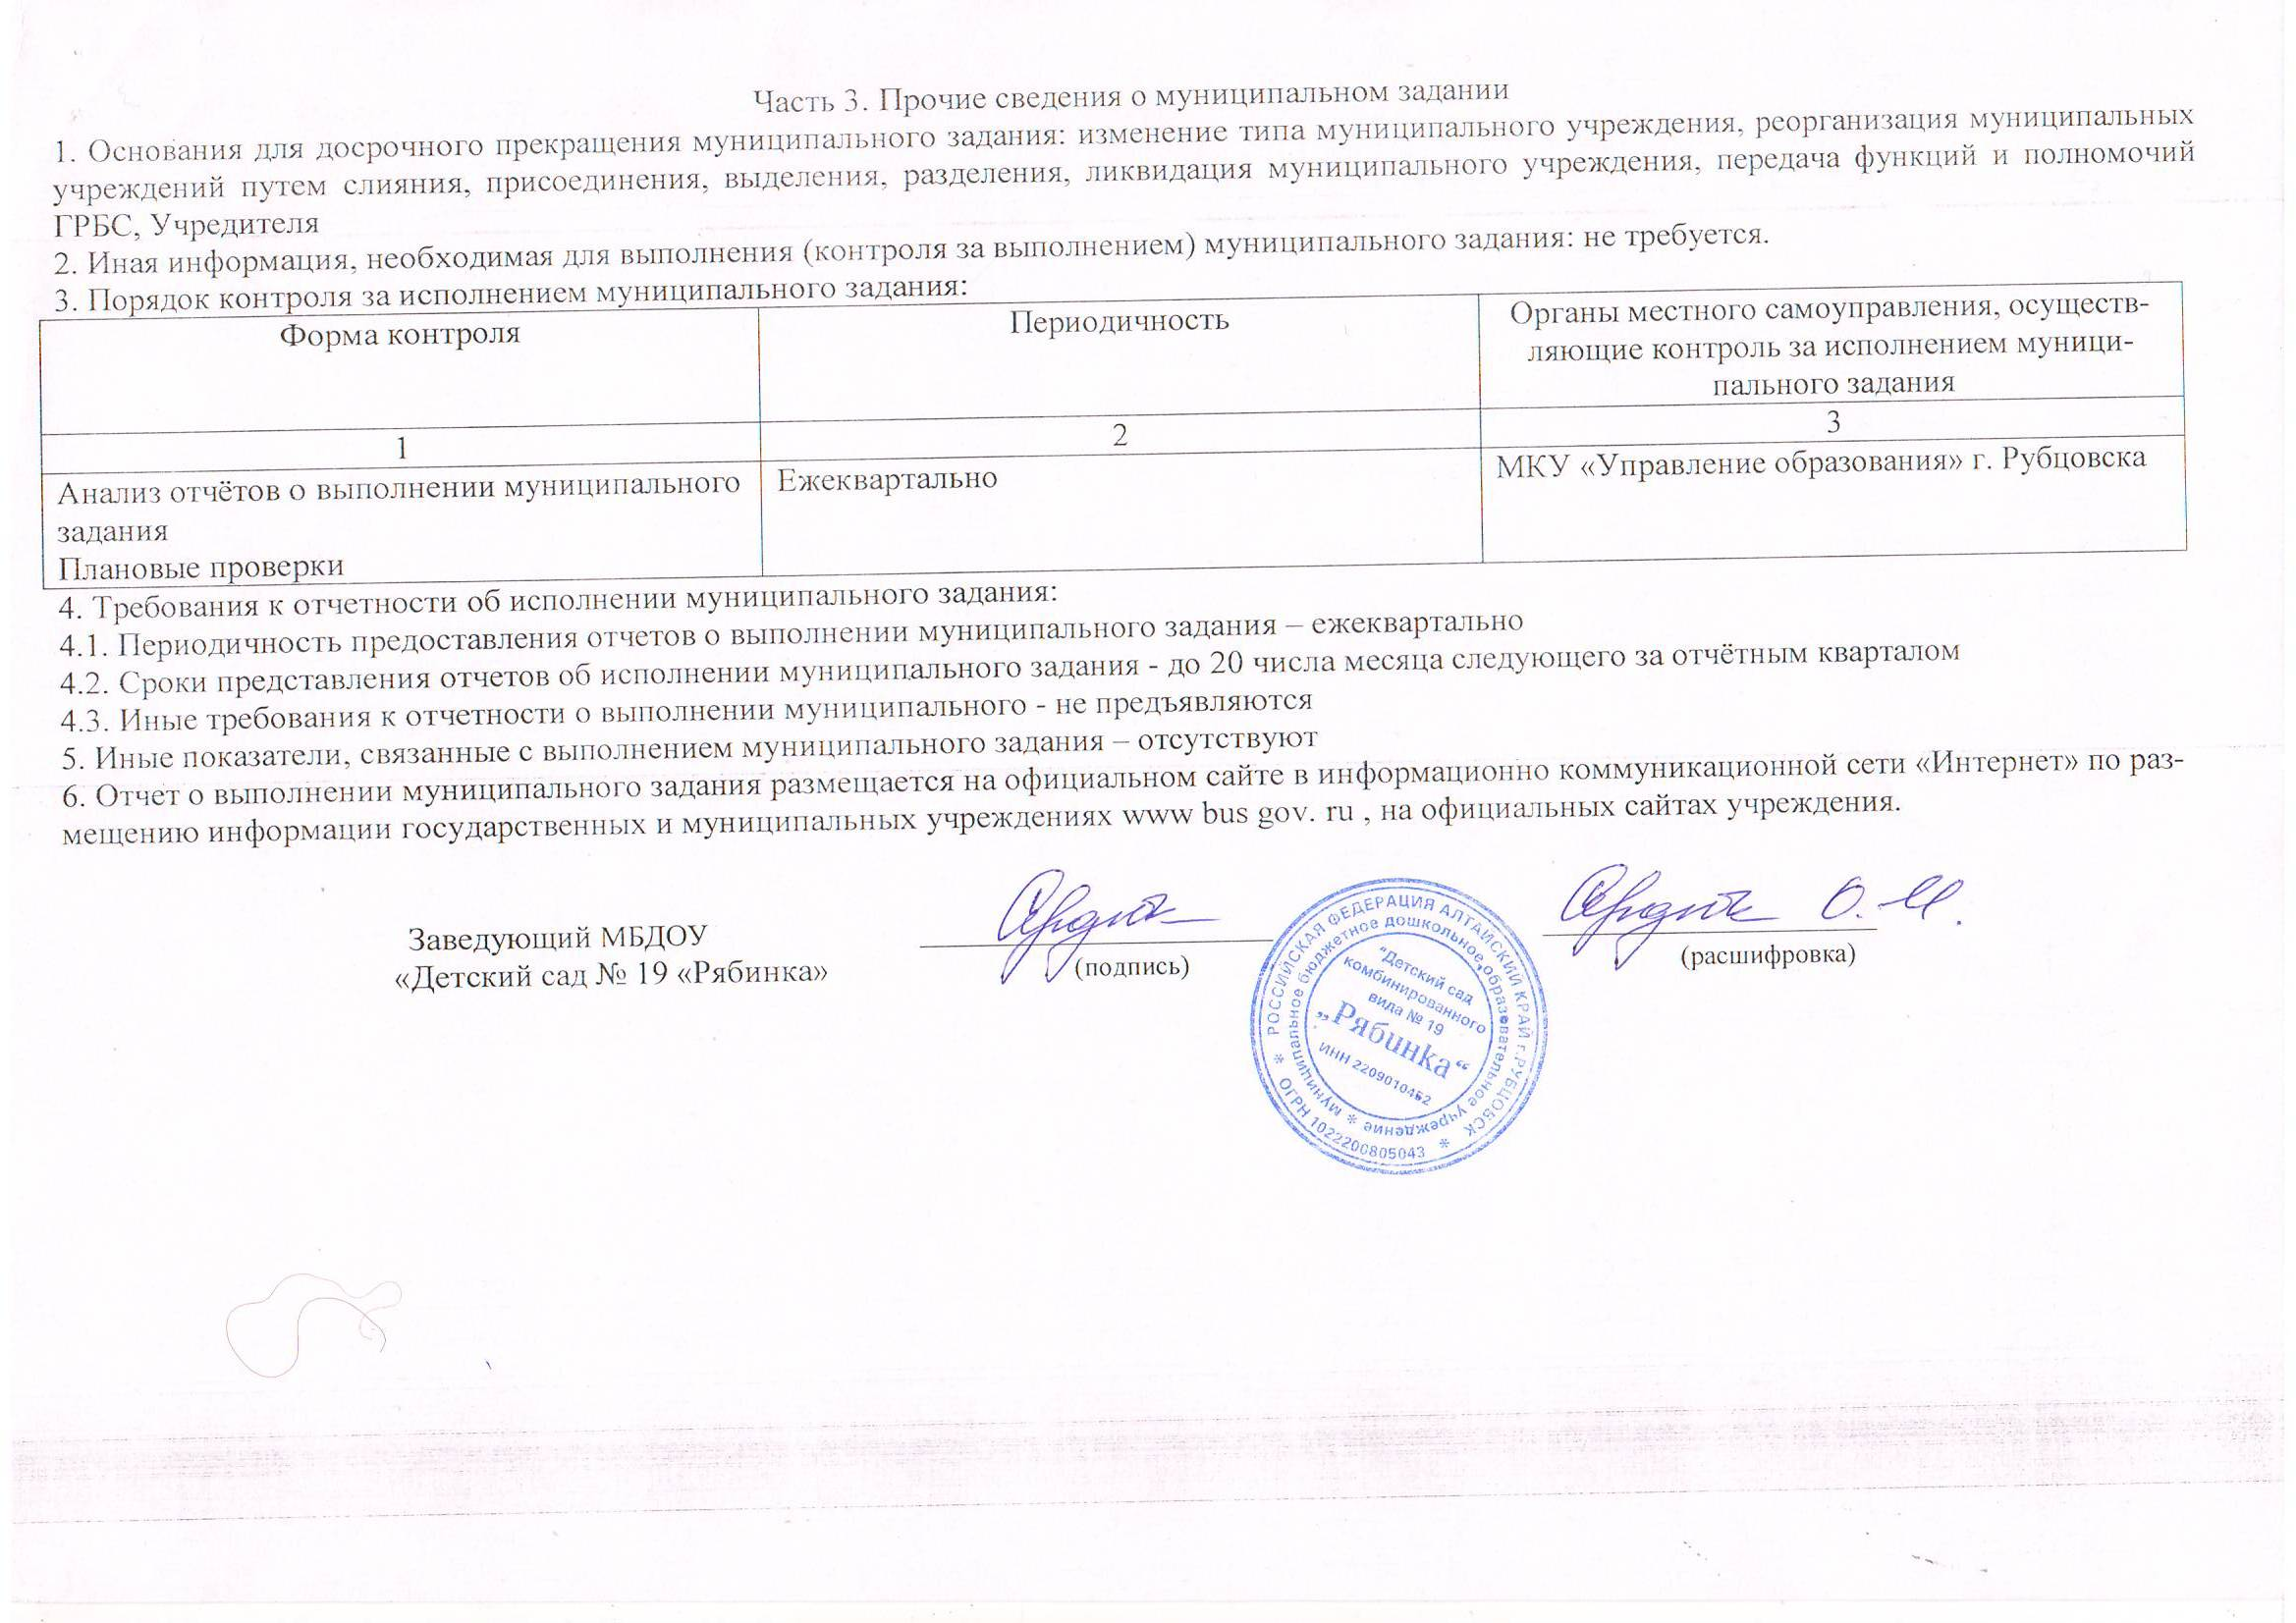 Часть 3. Прочие сведения о муниципальном задании
1. Основания для досрочного прекращения муниципального задания: изменение типа муниципального учреждения, реорганизация муниципальных
учреждений путем слияния, присоединения, выделения, разделения, ликвидация муниципального учреждения, передача функций и полномочий
ГРБС, Учредителя
2. Иная информация, необходимая для выполнения (контроля за выполнением) муниципального задания: не требуется.
3. Порядок контроля за исполнением муниципального задания:
Форма контроля
Периодичность
Органы местного самоуправления, осуществ-
ляющие контроль за исполнением муници-
пального задания
1
2
3
Анализ отчётов о выполнении муниципального
задания
Плановые проверки
Ежеквартально
МКУ «Управление образования» г. Рубцовска
4. Требования к отчетности об исполнении муниципального задания:
4.1. Периодичность предоставления отчетов о выполнении муниципального задания – ежеквартально
4.2. Сроки представления отчетов об исполнении муниципального задания - до 20 числа месяца следующего за отчётным кварталом
4.3. Иные требования к отчетности о выполнении муниципального - не предъявляются
5. Иные показатели, связанные с выполнением муниципального задания – отсутствуют
6. Отчет о выполнении муниципального задания размещается на официальном сайте в информационно коммуникационной сети «Интернет» по раз-
мещению информации государственных и муниципальных учреждениях www bus gov. ru , на официальных сайтах учреждения.
Заведующий МБДОУ
«Детский сад № 19 «Рябинка»
(подпись)
О. И.
(расшифровка)
РОССИЙСКАЯ ФЕДЕРАЦИЯ АЛТАЙСКИЙ КРАЙ г.РУБЦОВСК
* ОГРН 1022200805043 *
муниципальное бюджетное дошкольное образовательное учреждение *
"Детский сад
комбинированного
вида № 19
„Рябинка“
ИНН 2209010452